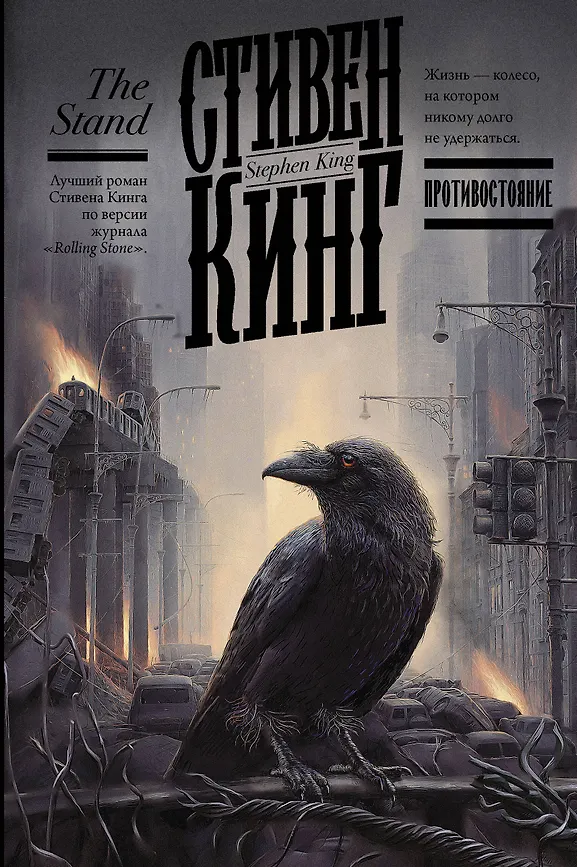 The
Stand
Лучший роман
Стивена Кинга
по версии
журнала
«Rolling Stone».
СТИВЕН
Stephen King
КИНГ
Жизнь — колесо,
на котором
никому долго
не удержаться.
ПРОТИВОСТОЯНИЕ